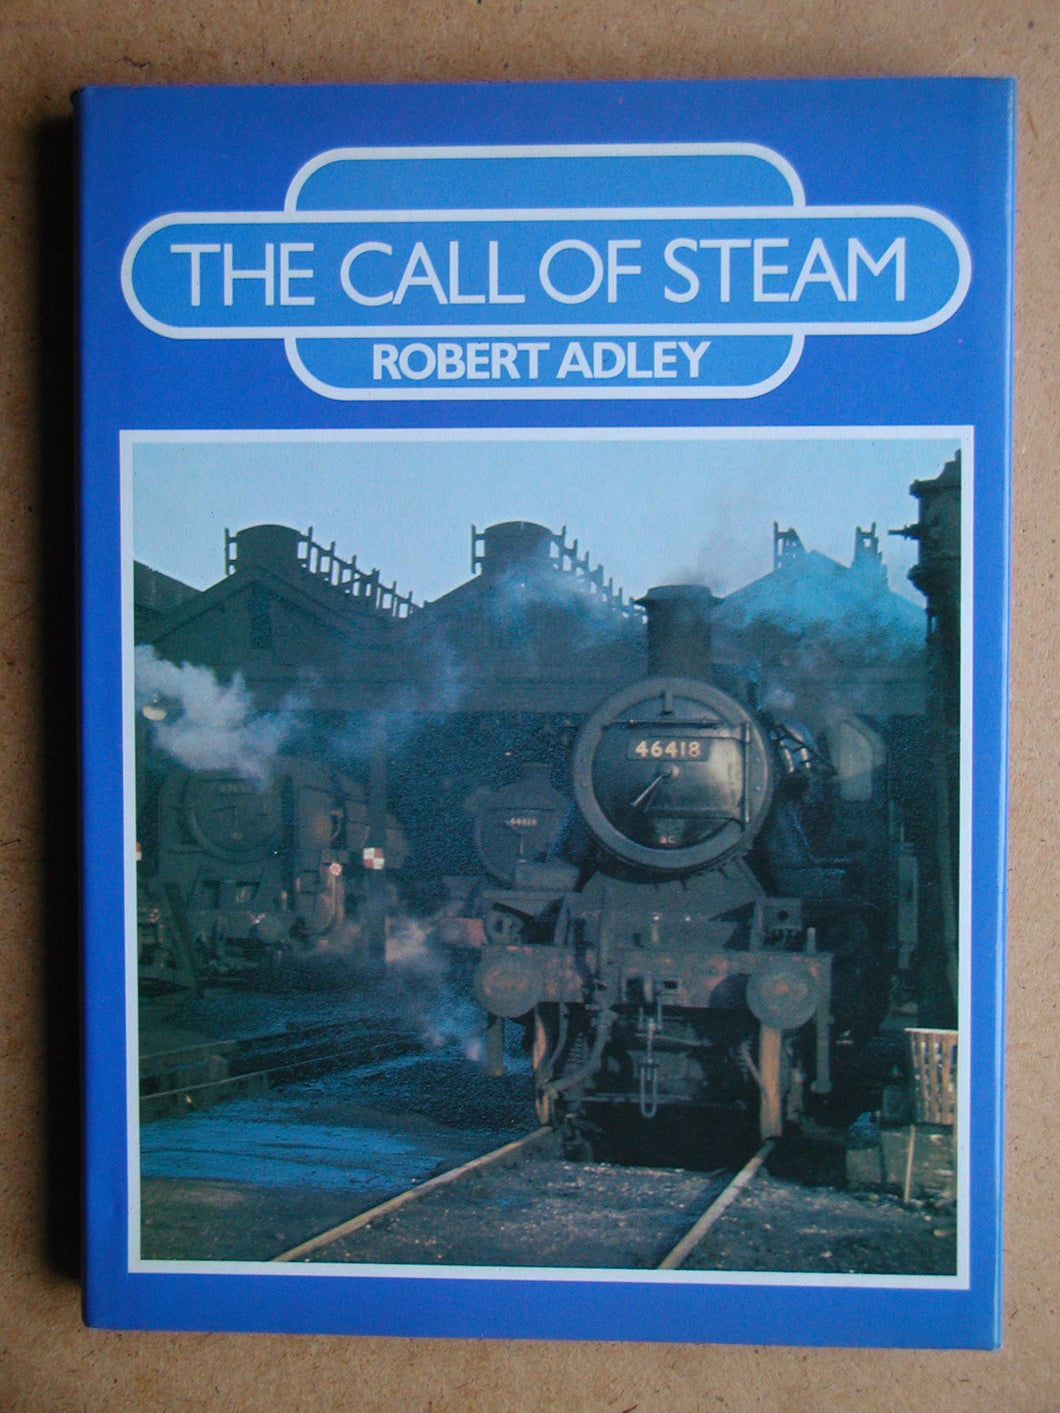 THE CALL OF STEAM
ROBERT ADLEY
46418